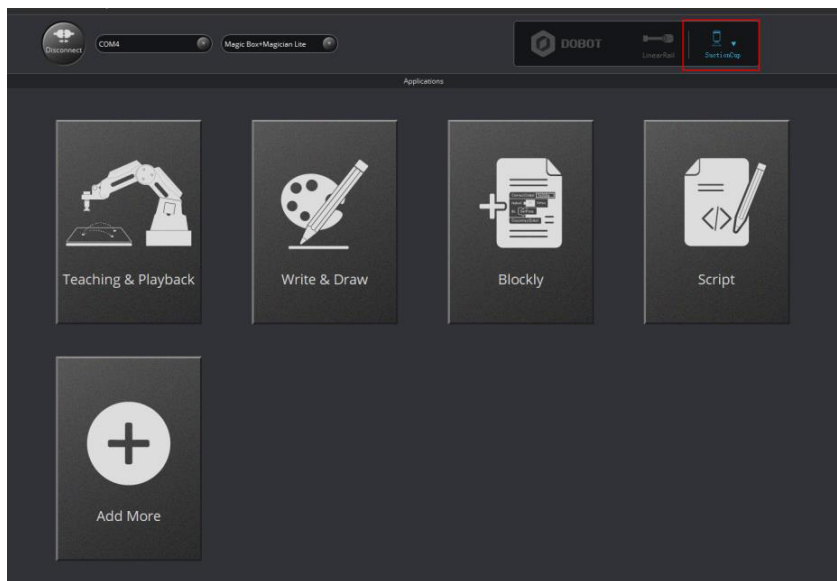 Disconnect
COM4
Magic Box+Magician Lite
DOBOT
LinearRail
SuctionCup
Applications
Teaching & Playback
Write & Draw
Blockly
Script
</>
Add More